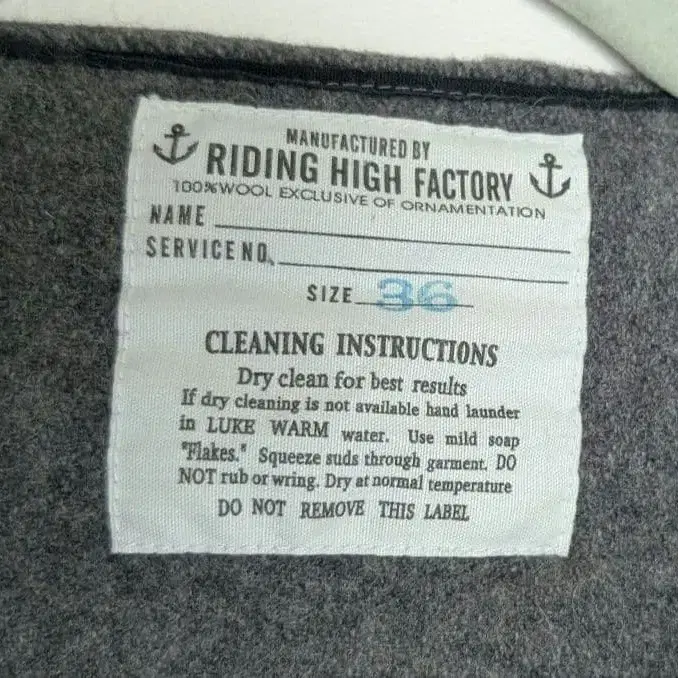 MANUFACTURED BY
RIDING HIGH FACTORY
100%WOOL EXCLUSIVE OF ORNAMENTATION
NAME
SERVICE NO.
SIZE 36
CLEANING INSTRUCTIONS
Dry clean for best results
If dry cleaning is not available hand launder
in LUKE WARM water. Use mild soap
"Flakes." Squeeze suds through garment. DO
NOT rub or wring. Dry at normal temperature
DO NOT REMOVE THIS LABEL